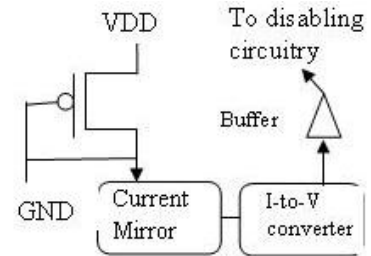 VDD
To disabling
circuitry
Buffer
GND
Current
Mirror
I-to-V
converter